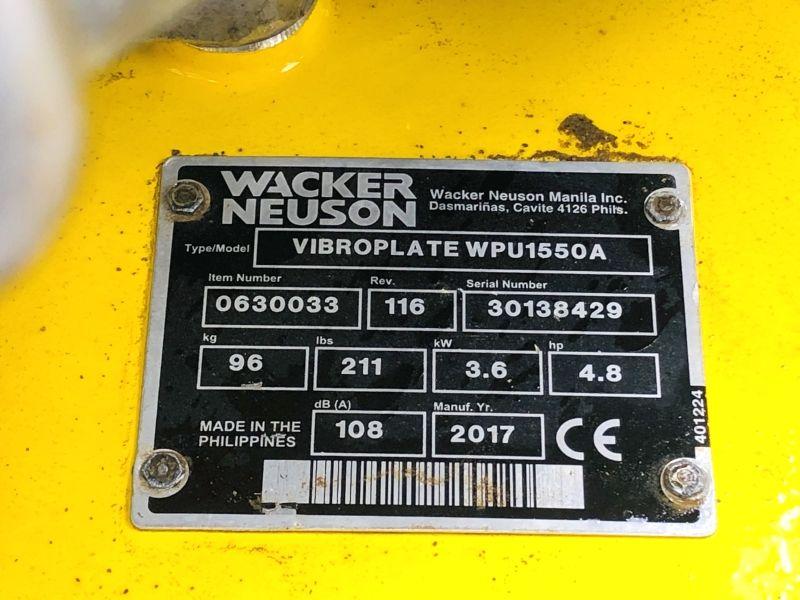 WACKER
NEUSON
Wacker Neuson Manila Inc.
Dasmariñas, Cavite 4126 Phils.
Type/Model VIBROPLATE WPU1550A
Item Number Rev. Serial Number
0630033 116 30138429
kg lbs kW hp
96 211 3.6 4.8
dB (A) Manuf. Yr.
MADE IN THE
PHILIPPINES
108 2017 CE
401224